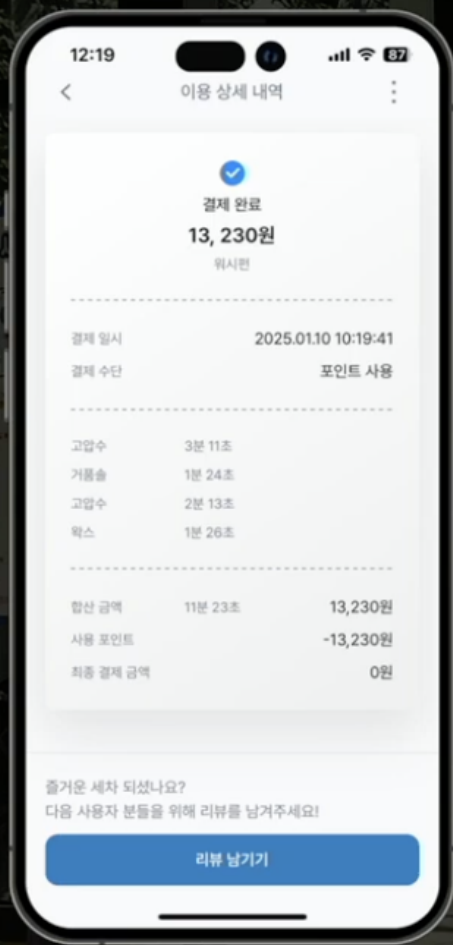 12:19 87
이용 상세 내역
결제 완료
13, 230원
워시펀
결제 일시 2025.01.10 10:19:41
결제 수단 포인트 사용
고압수 3분 11초
거품솔 1분 24초
고압수 2분 13초
왁스 1분 26초
합산 금액 11분 23초 13,230원
사용 포인트 -13,230원
최종 결제 금액 0원
즐거운 세차 되셨나요?
다음 사용자 분들을 위해 리뷰를 남겨주세요!
리뷰 남기기